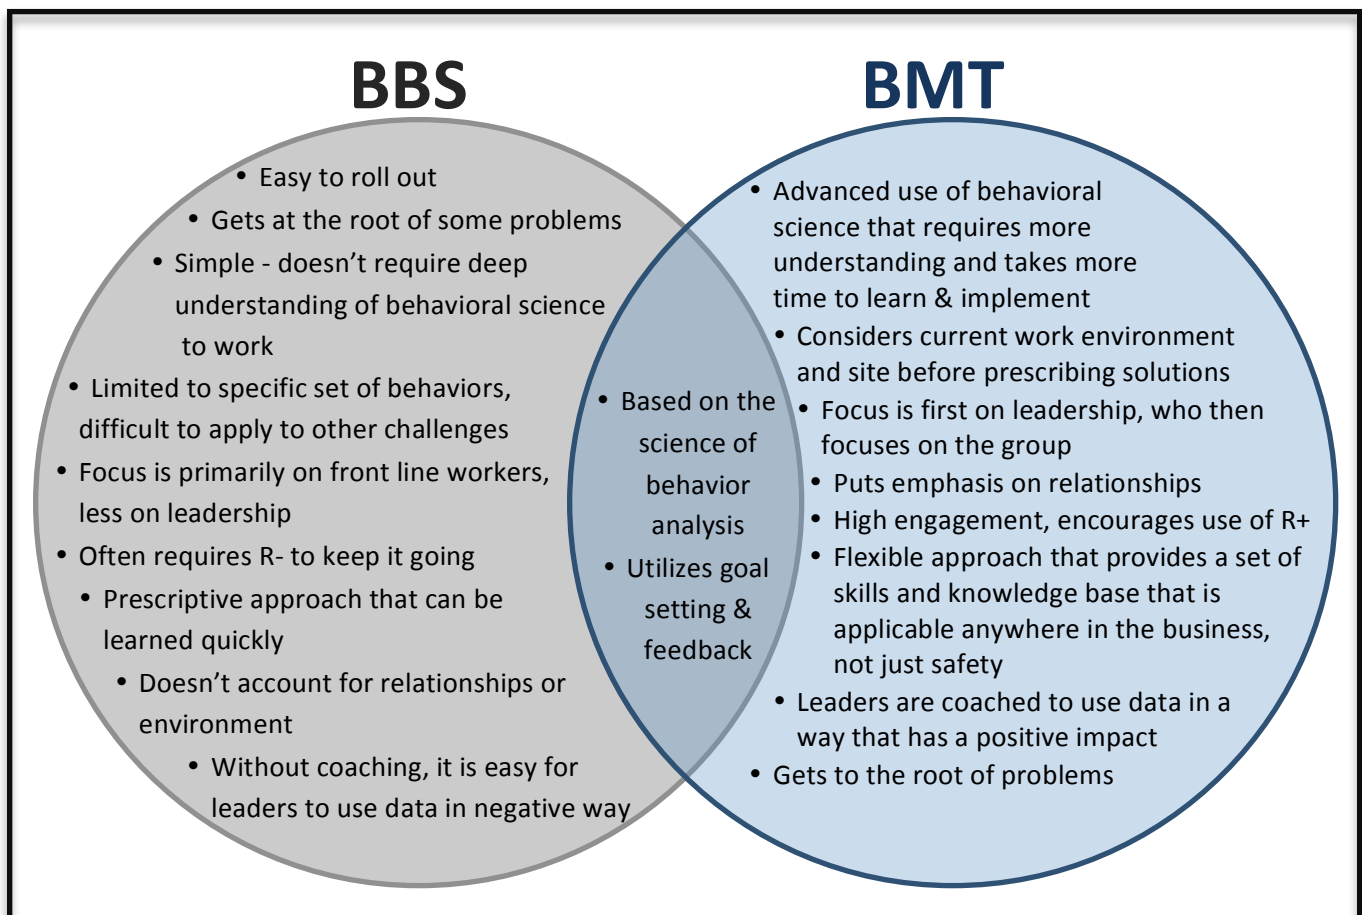 BBS
BMT
• Easy to roll out
• Gets at the root of some problems
• Simple - doesn't require deep
understanding of behavioral science
to work
• Limited to specific set of behaviors,
difficult to apply to other challenges
• Focus is primarily on front line workers,
less on leadership
• Often requires R- to keep it going
• Prescriptive approach that can be
learned quickly
• Doesn't account for relationships or
environment
• Without coaching, it is easy for
leaders to use data in negative way
• Based on the
science of
behavior
analysis
• Utilizes goal
setting &
feedback
• Advanced use of behavioral
science that requires more
understanding and takes more
time to learn & implement
• Considers current work environment
and site before prescribing solutions
• Focus is first on leadership, who then
focuses on the group
• Puts emphasis on relationships
• High engagement, encourages use of R+
• Flexible approach that provides a set of
skills and knowledge base that is
applicable anywhere in the business,
not just safety
• Leaders are coached to use data in a
way that has a positive impact
• Gets to the root of problems